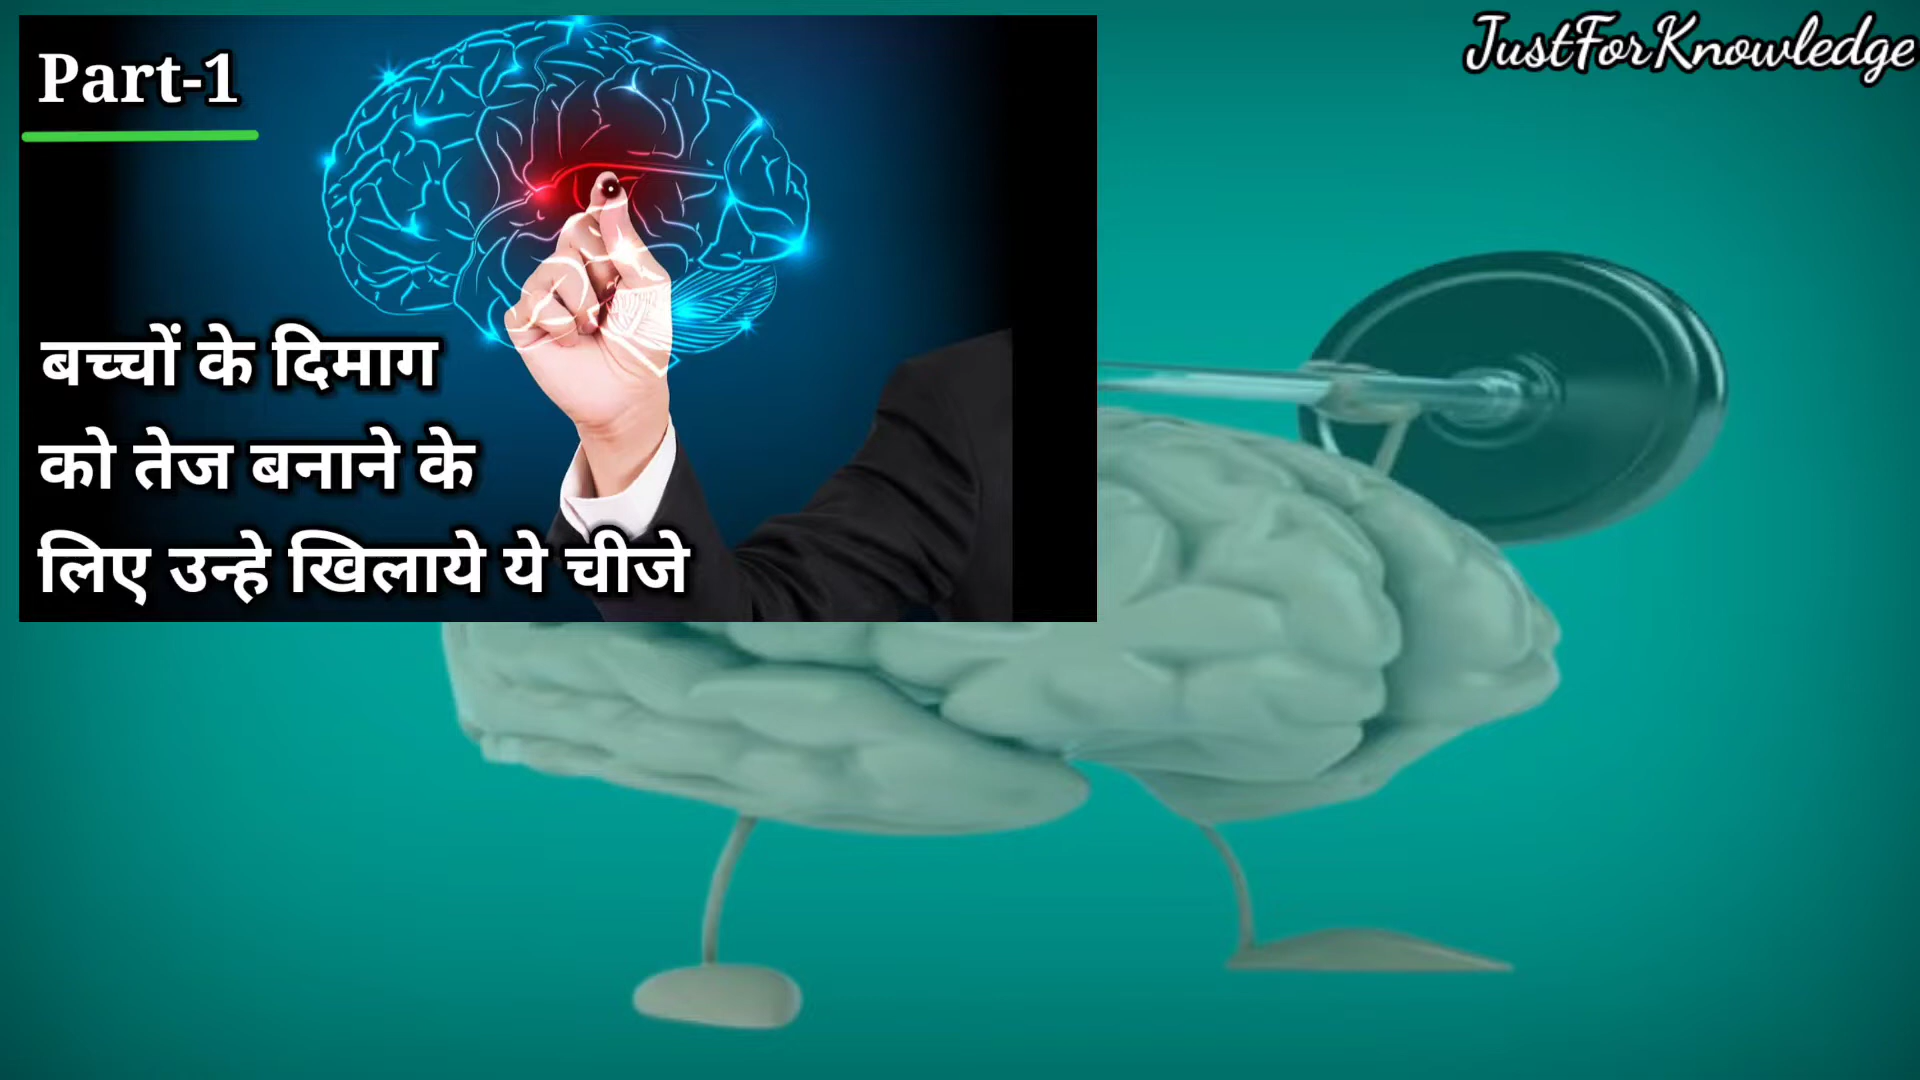 JustForKnowledge
Part-1
बच्चों के दिमाग
को तेज बनाने के
लिए उन्हे खिलाये ये चीजे